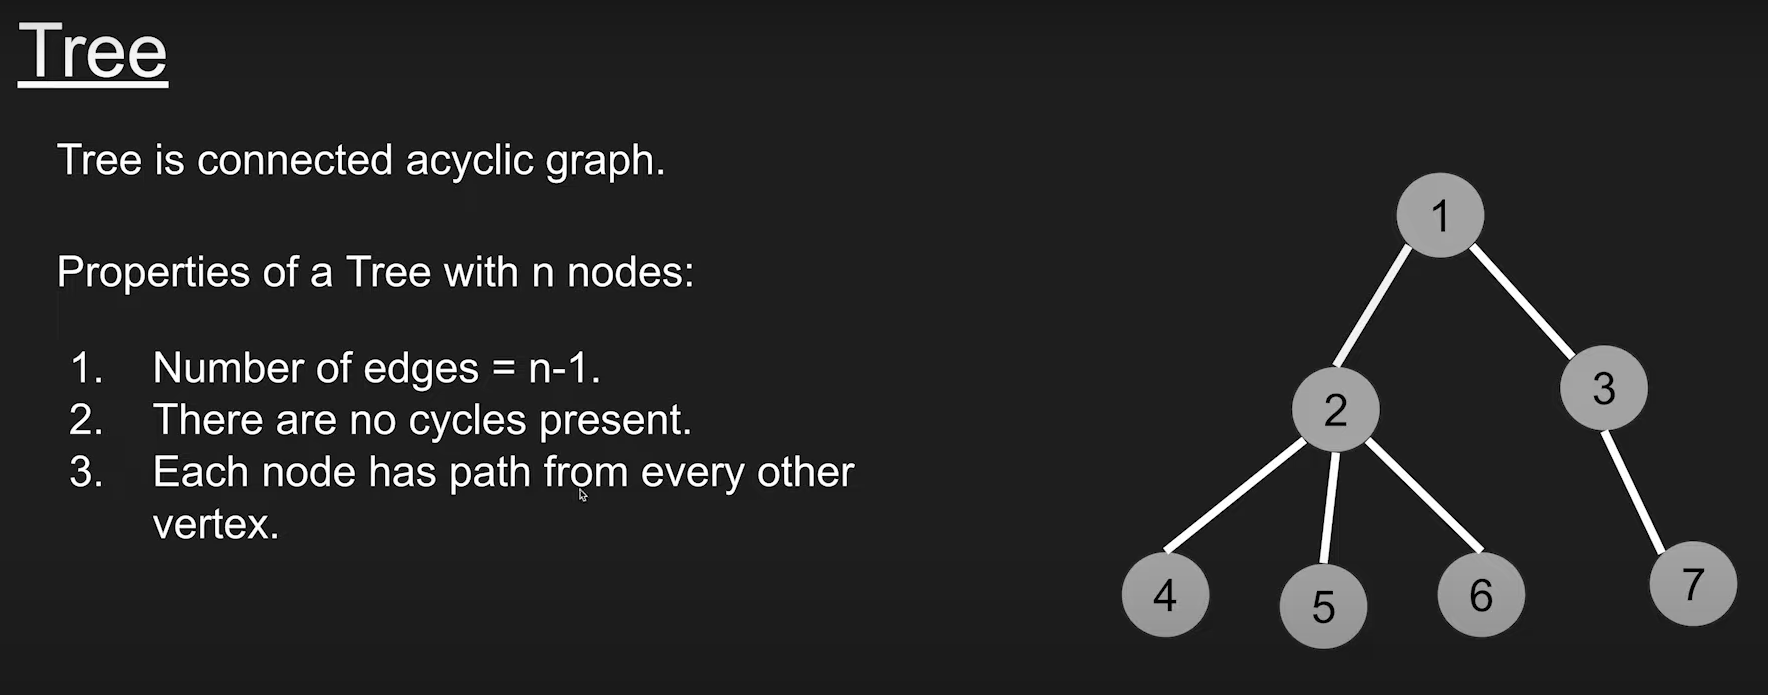 Tree
Tree is connected acyclic graph.
Properties of a Tree with n nodes:
1. Number of edges = n-1.
2. There are no cycles present.
3. Each node has path from every other
vertex.
1
3
2
4
5
6
7